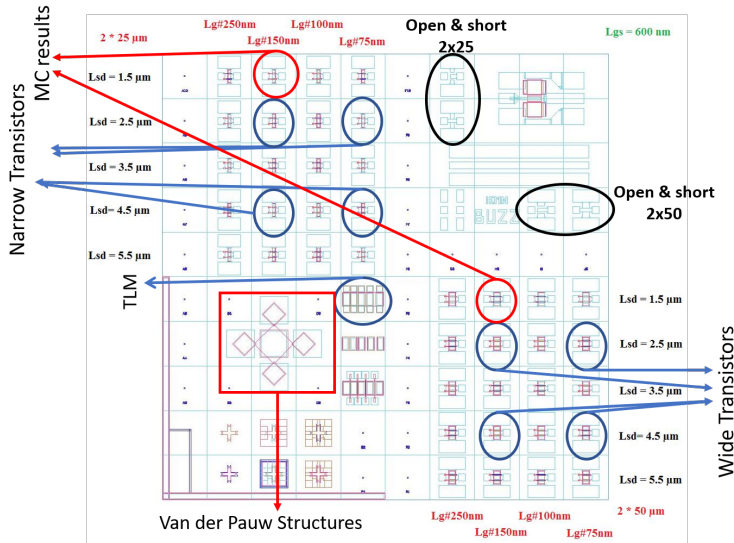 Lg#250nm
Lg#100nm
Open & short
2x25
Lgs = 600 nm
2 * 25 µm
Lg#150nm
Lg#75nm
MC results
Lsd = 1.5 µm
Lsd = 2.5 µm
Narrow Transistors
Lsd = 3.5 µm
Lsd= 4.5 µm
Open & short
2x50
Lsd = 5.5 µm
TLM
Lsd = 1.5 µm
Lsd = 2.5 µm
Lsd = 3.5 µm
Wide Transistors
Lsd= 4.5 µm
Lsd = 5.5 µm
Van der Pauw Structures
Lg#250nm
Lg#100nm
2 * 50 µm
Lg#150nm
Lg#75nm